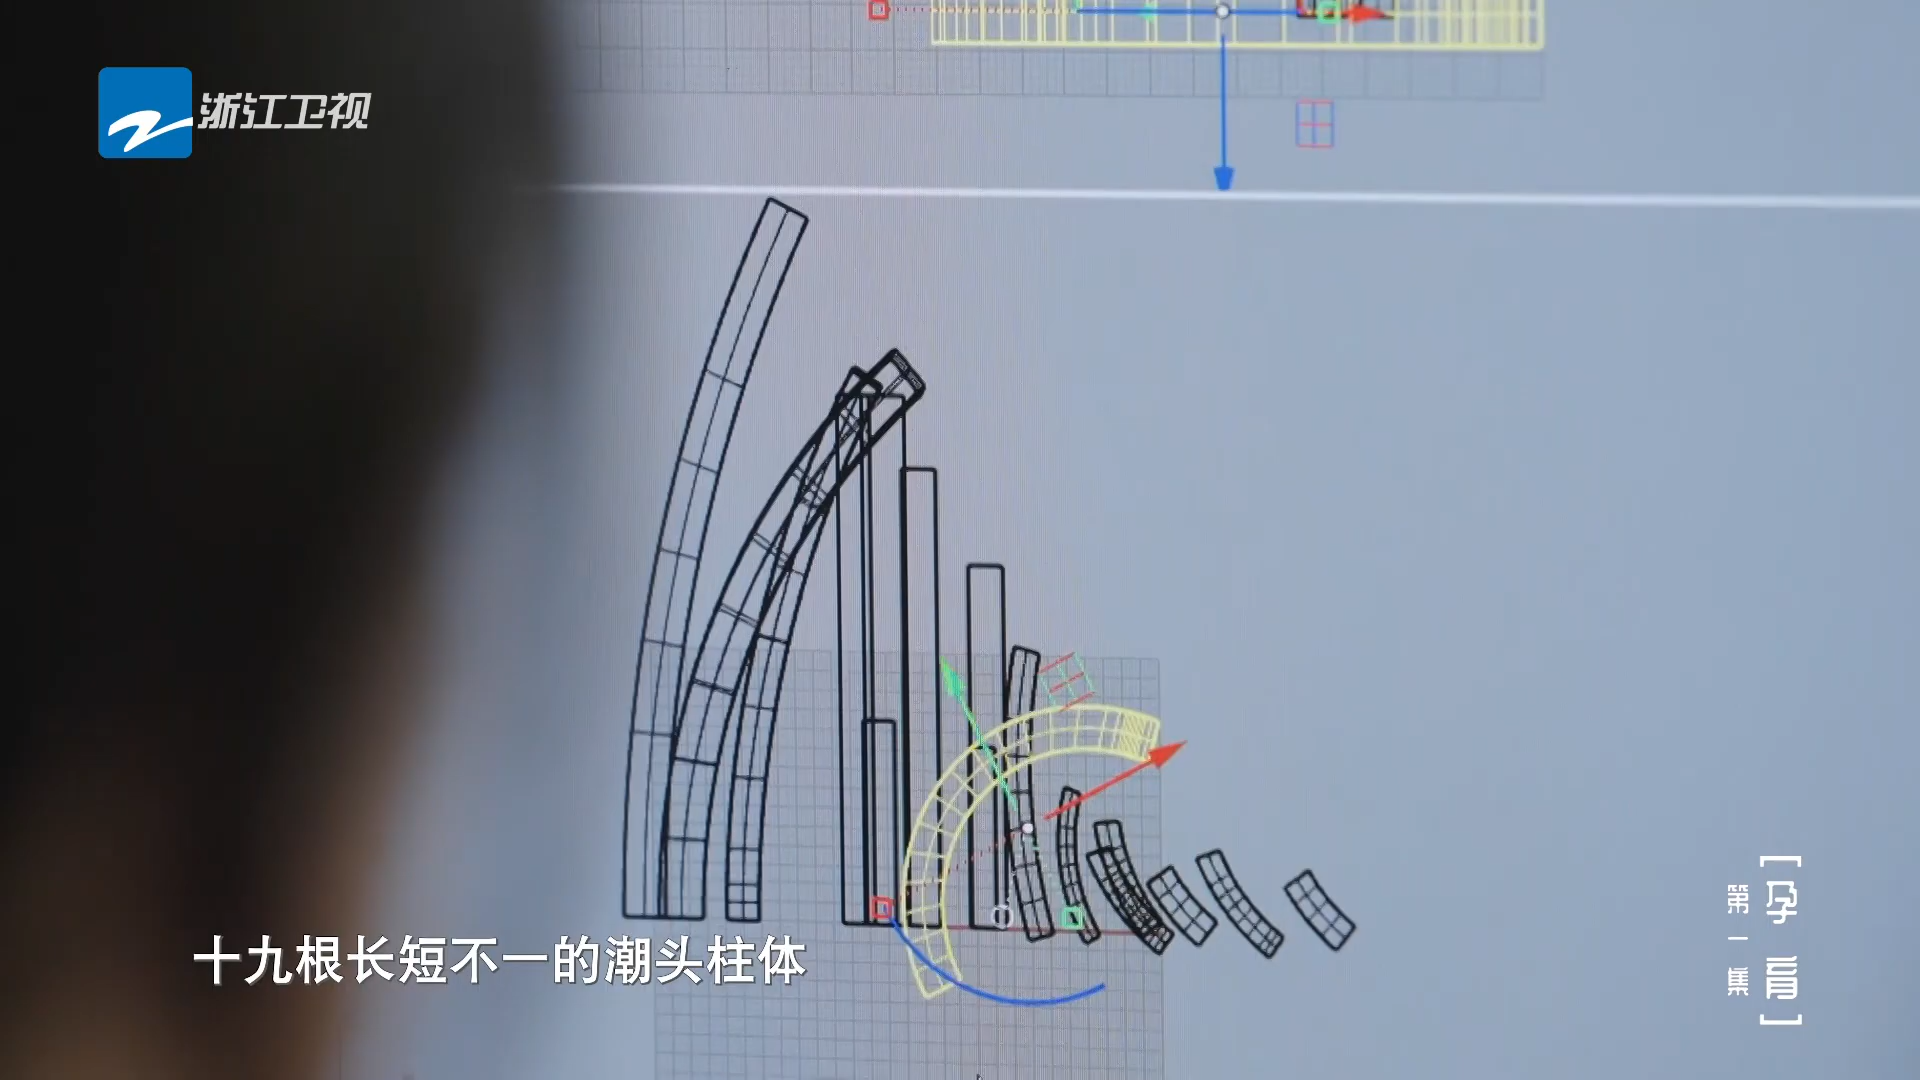 浙江卫视
十九根长短不一的潮头柱体
孕育
第一集